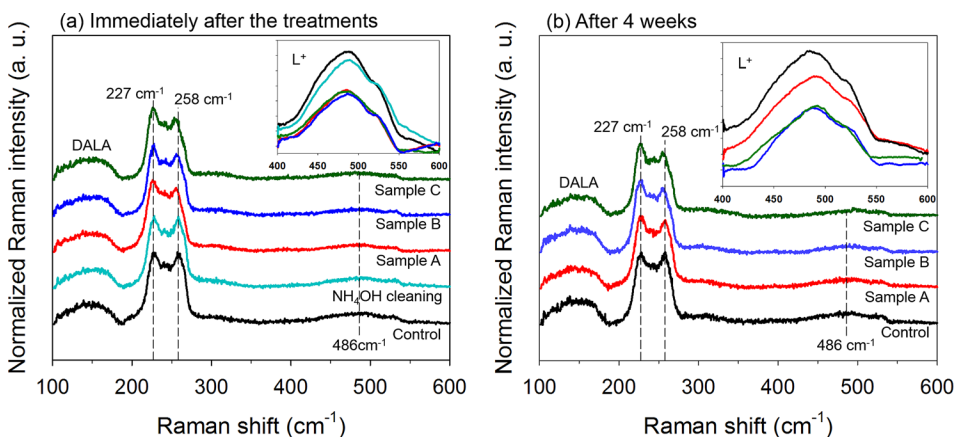 (a) Immediately after the treatments
Normalized Raman intensity (a. u.)
227 cm⁻¹
258 cm⁻¹
DALA
L⁺
400 450 500 550 600
Sample C
Sample B
Sample A
NH₄OH cleaning
Control
486cm⁻¹
100 200 300 400 500 600
Raman shift (cm⁻¹)
(b) After 4 weeks
Normalized Raman intensity (a. u.)
227 cm⁻¹
258 cm⁻¹
DALA
L⁺
400 450 500 550 600
Sample C
Sample B
Sample A
Control
486 cm⁻¹
100 200 300 400 500 600
Raman shift (cm⁻¹)